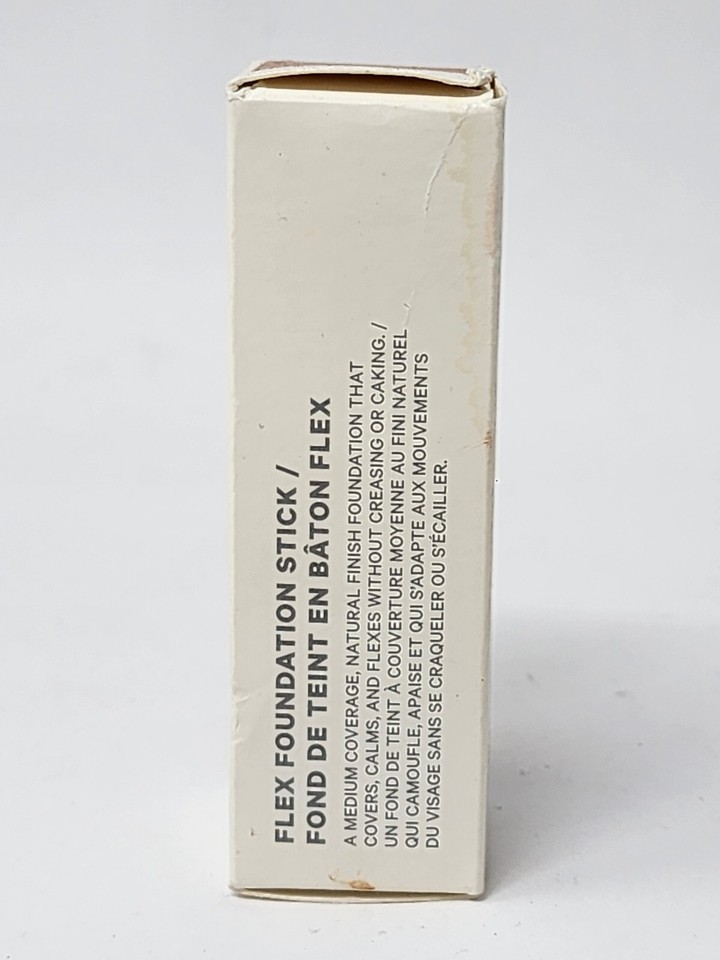 FLEX FOUNDATION STICK /
FOND DE TEINT EN BÂTON FLEX
A MEDIUM COVERAGE, NATURAL FINISH FOUNDATION THAT
COVERS, CALMS, AND FLEXES WITHOUT CREASING OR CAKING. /
UN FOND DE TEINT À COUVERTURE MOYENNE AU FINI NATUREL
QUI CAMOUFLE, APAISE ET QUI S'ADAPTE AUX MOUVEMENTS
DU VISAGE SANS SE CRAQUELER OU S'ÉCAILLER.